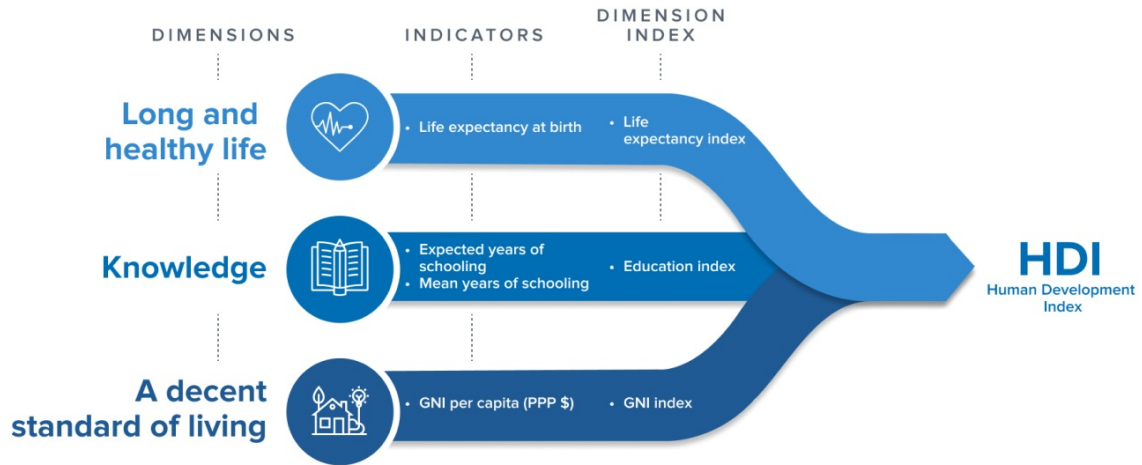 DIMENSIONS
INDICATORS
DIMENSION
INDEX
Long and
healthy life
• Life expectancy at birth
• Life
expectancy index
Knowledge
• Expected years of
schooling
• Mean years of schooling
• Education index
A decent
standard of living
• GNI per capita (PPP $)
• GNI index
HDI
Human Development
Index